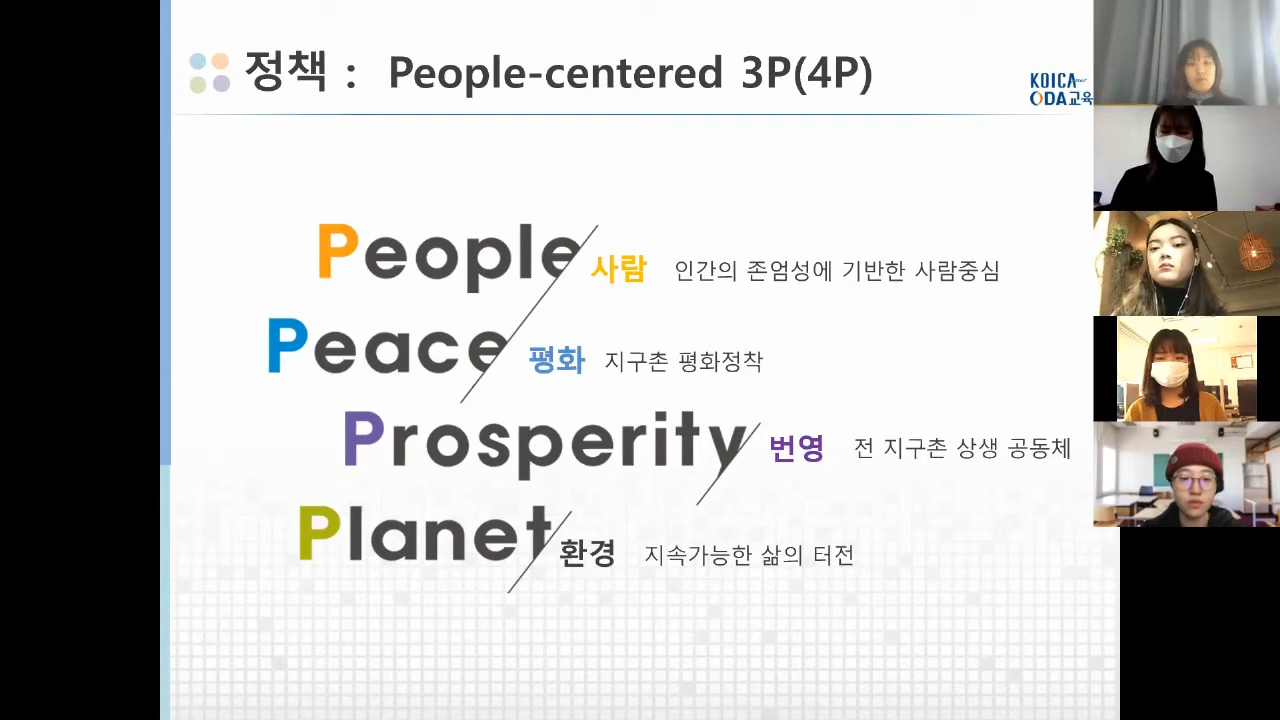 정책 : People-centered 3P(4P)
KOICA
ODA교육
People 사람 인간의 존엄성에 기반한 사람중심
Peace 평화 지구촌 평화정착
Prosperity 번영 전 지구촌 상생 공동체
Planet 환경 지속가능한 삶의 터전